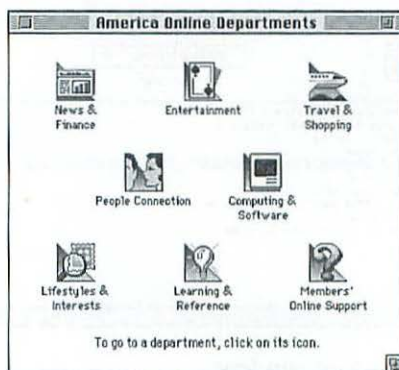 America Online Departments
News &
Finance
Entertainment
Travel &
Shopping
People Connection
Computing &
Software
Lifestyles &
Interests
Learning &
Reference
Members'
Online Support
To go to a department, click on its icon.